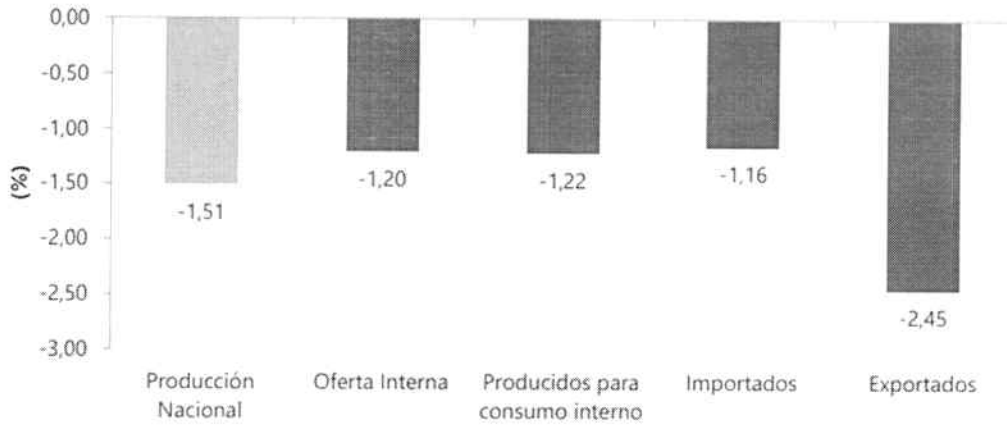 0,00
-0,50
-1,00
-1,50
-2,00
-2,50
-3,00
(%)
-1,51
-1,20
-1,22
-1,16
-2,45
Producción
Nacional
Oferta Interna
Producidos para
consumo interno
Importados
Exportados